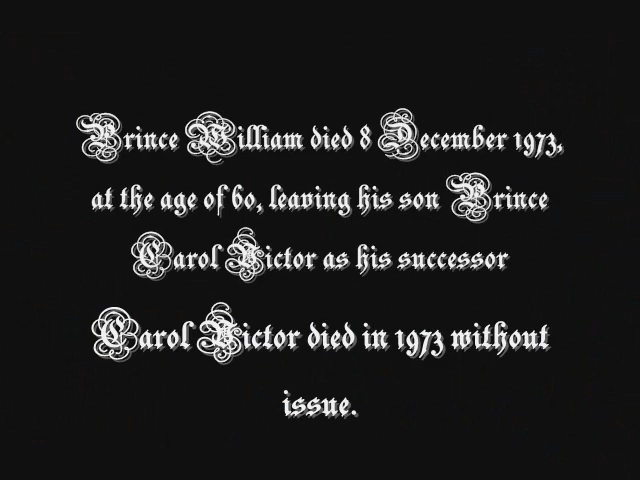 Prince William died 8 December 1973,
at the age of 60, leaving his son Prince
Carol Victor as his successor
Carol Victor died in 1973 without
issue.